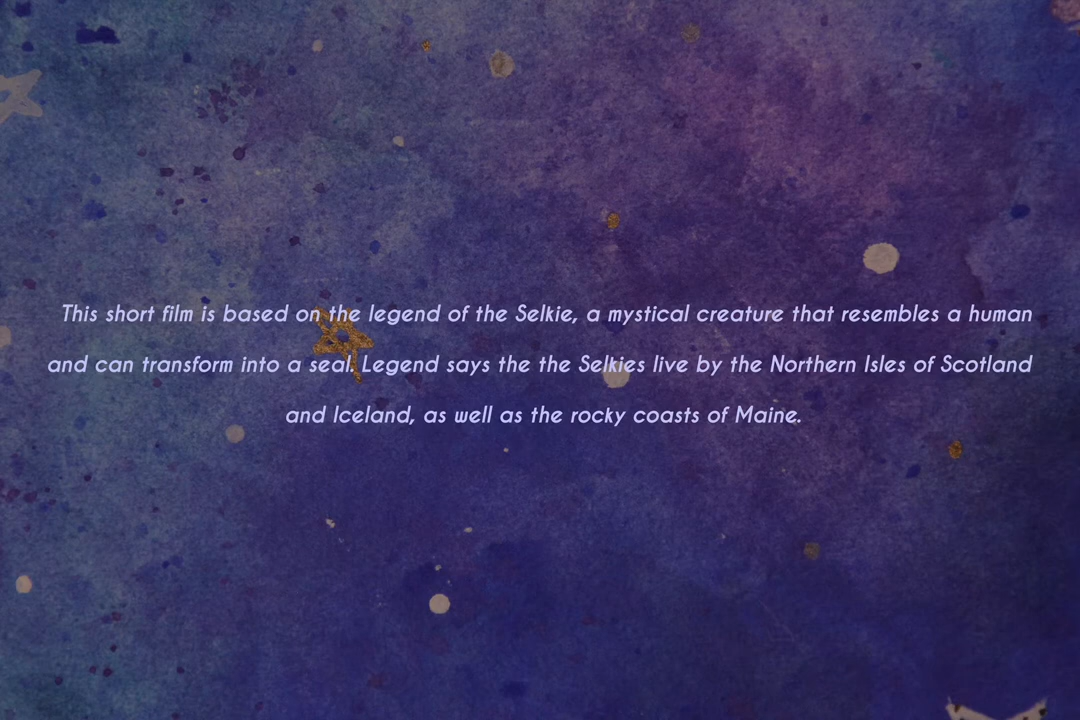 This short film is based on the legend of the Selkie, a mystical creature that resembles a human
and can transform into a seal. Legend says the the Selkies live by the Northern Isles of Scotland
and Iceland, as well as the rocky coasts of Maine.